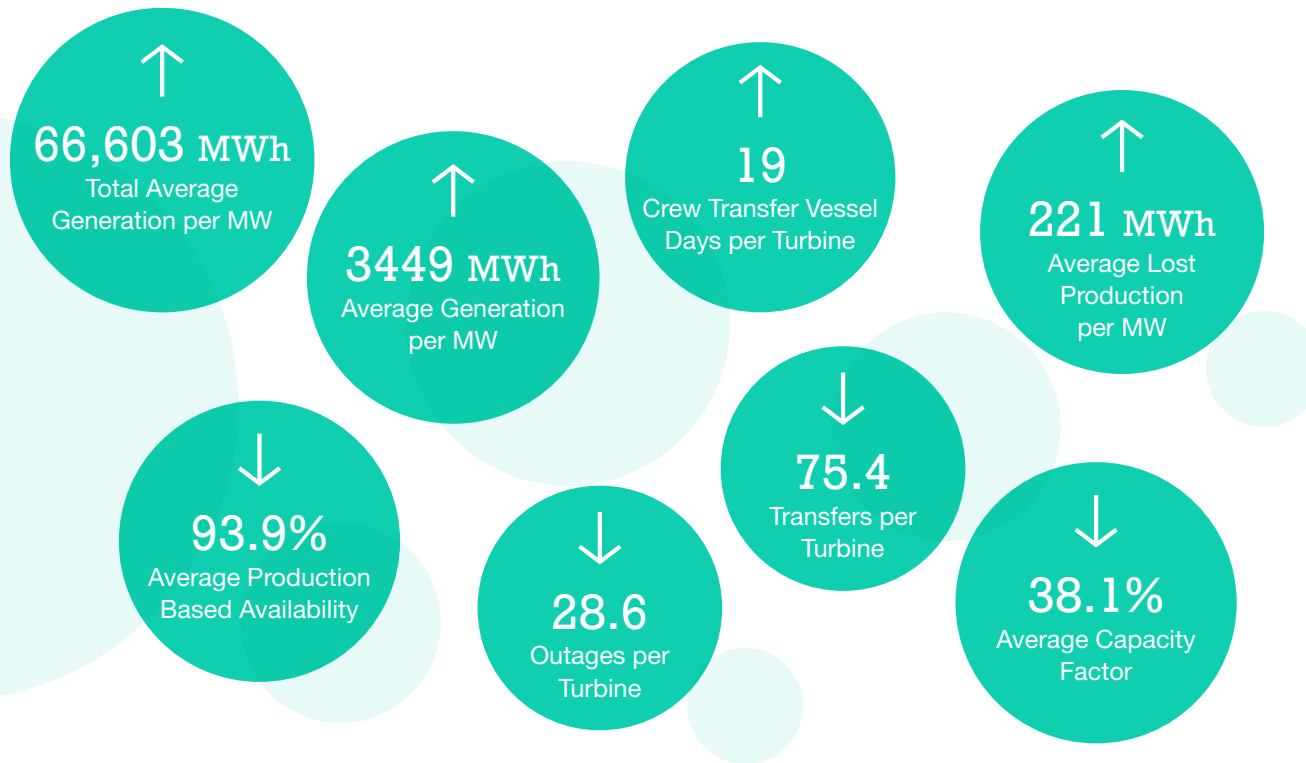 66,603 MWh
Total Average
Generation per MW
3449 MWh
Average Generation
per MW
19
Crew Transfer Vessel
Days per Turbine
221 MWh
Average Lost
Production
per MW
93.9%
Average Production
Based Availability
28.6
Outages per
Turbine
75.4
Transfers per
Turbine
38.1%
Average Capacity
Factor